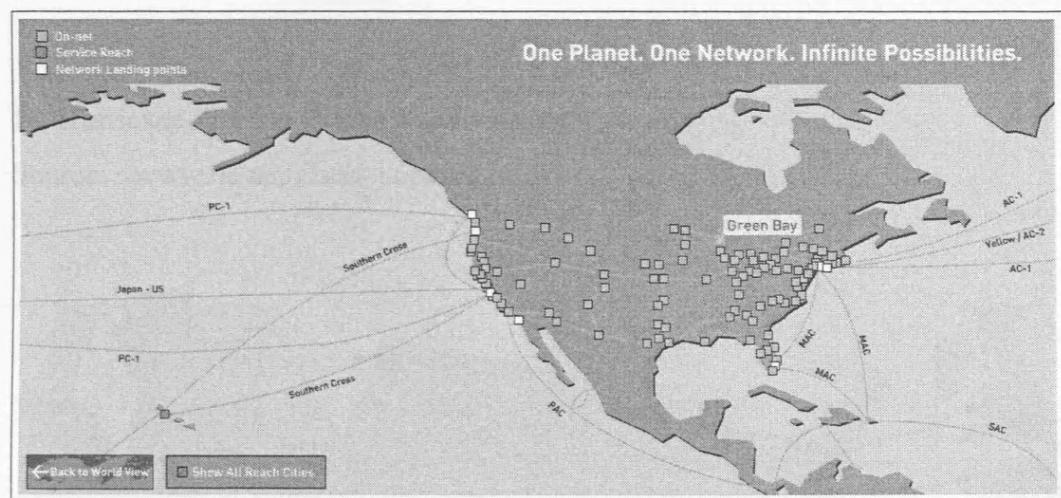 On-net
Service Reach
Network Landing points
One Planet. One Network. Infinite Possibilities.
Green Bay
PC-1
Southern Cross
AC-1
Yellow / AC-2
AC-1
Japan - US
PC-1
Southern Cross
MAC
MAC
MAC
PAC
SAC
← Back to World View
Show All Reach Cities